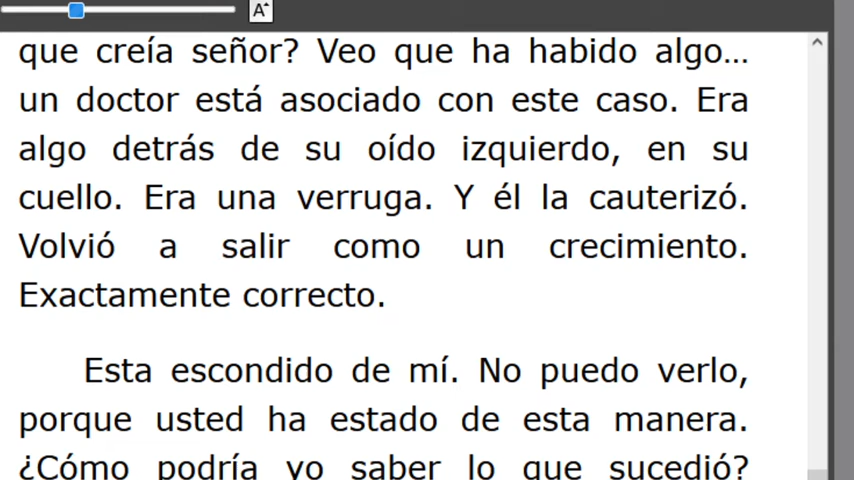 A
que creía señor? Veo que ha habido algo...
un doctor está asociado con este caso. Era
algo detrás de su oído izquierdo, en su
cuello. Era una verruga. Y él la cauterizó.
Volvió a salir como un crecimiento.
Exactamente correcto.
Esta escondido de mí. No puedo verlo,
porque usted ha estado de esta manera.
¿Cómo podría yo saber lo que sucedió?